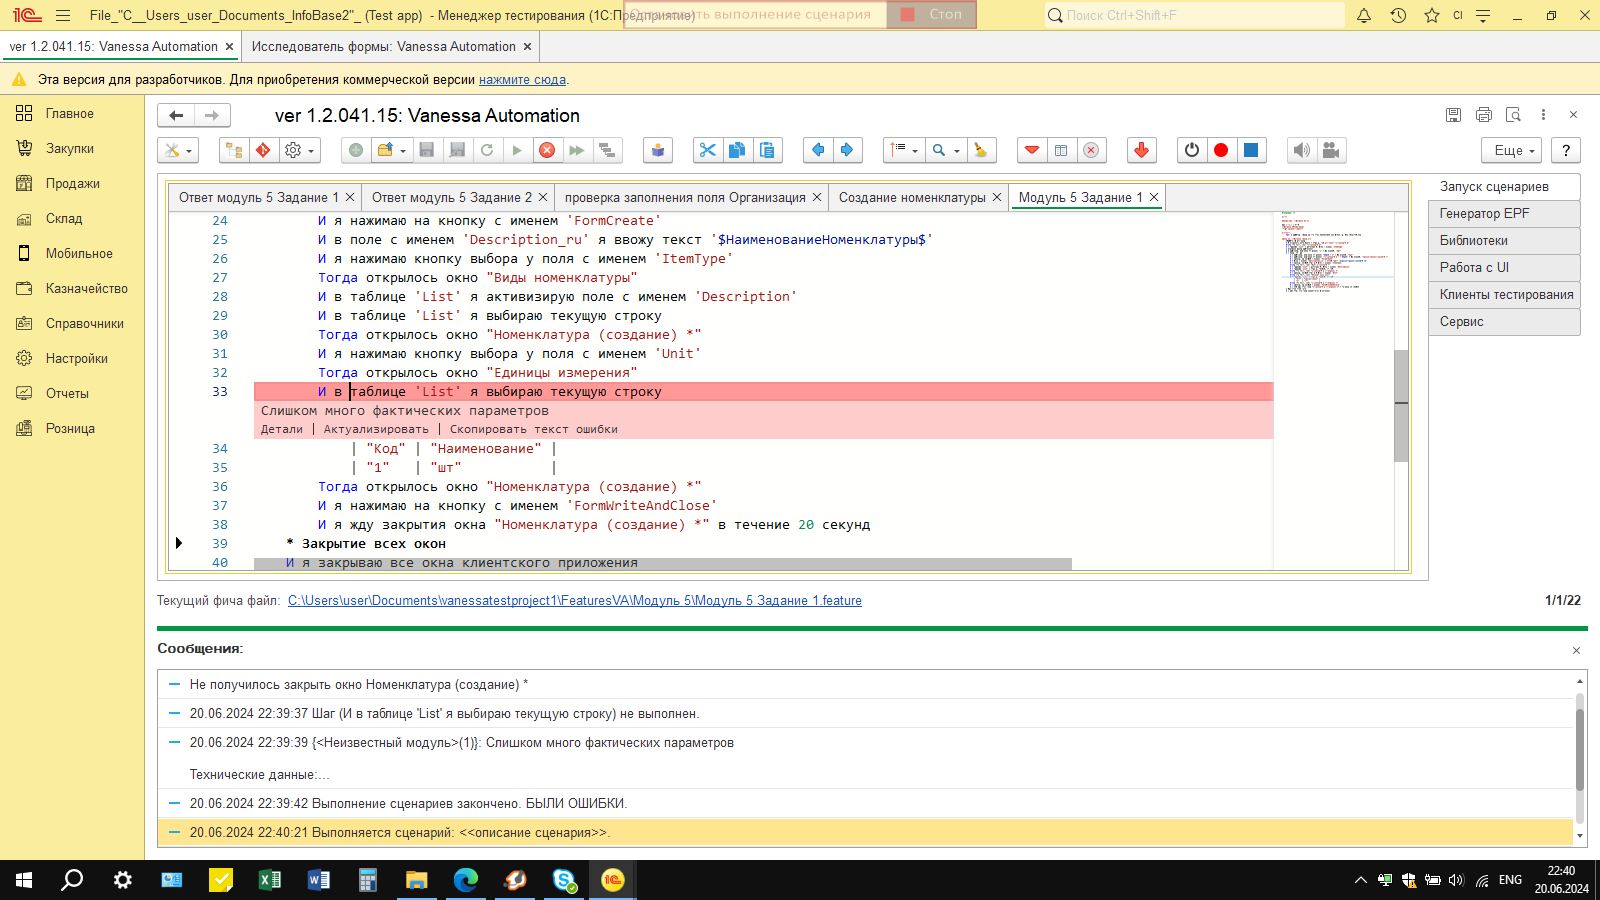 File_"C__Users_user_Documents_InfoBase2"_ (Test app) - Менеджер тестирования (1С:Предприятие)
выполнение сценария
Стоп
Поиск Ctrl+Shift+F
CI
ver 1.2.041.15: Vanessa Automation ×
Исследователь формы: Vanessa Automation ×
Эта версия для разработчиков. Для приобретения коммерческой версии нажмите сюда.
Главное
Закупки
Продажи
Склад
Мобильное
Казначейство
Справочники
Настройки
Отчеты
Розница
ver 1.2.041.15: Vanessa Automation
Еще
?
Ответ модуль 5 Задание 1 ×
Ответ модуль 5 Задание 2 ×
проверка заполнения поля Организация ×
Создание номенклатуры ×
Модуль 5 Задание 1 ×
24 И я нажимаю на кнопку с именем 'FormCreate'
25 И в поле с именем 'Description_ru' я ввожу текст '$НаименованиеНоменклатуры$'
26 И я нажимаю кнопку выбора у поля с именем 'ItemType'
27 Тогда открылось окно "Виды номенклатуры"
28 И в таблице 'List' я активизирую поле с именем 'Description'
29 И в таблице 'List' я выбираю текущую строку
30 Тогда открылось окно "Номенклатура (создание) *"
31 И я нажимаю кнопку выбора у поля с именем 'Unit'
32 Тогда открылось окно "Единицы измерения"
33 И в таблице 'List' я выбираю текущую строку
Слишком много фактических параметров
Детали | Актуализировать | Скопировать текст ошибки
34 | "Код" | "Наименование" |
35 | "1" | "шт" |
36 Тогда открылось окно "Номенклатура (создание) *"
37 И я нажимаю на кнопку с именем 'FormWriteAndClose'
38 И я жду закрытия окна "Номенклатура (создание) *" в течение 20 секунд
39 * Закрытие всех окон
40 И я закрываю все окна клиентского приложения
Запуск сценариев
Генератор EPF
Библиотеки
Работа с UI
Клиенты тестирования
Сервис
Текущий фича файл: C:\Users\user\Documents\vanessatestproject1\FeaturesVA\Модуль 5\Модуль 5 Задание 1.feature
1/1/22
Сообщения:
Не получилось закрыть окно Номенклатура (создание) *
20.06.2024 22:39:37 Шаг (И в таблице 'List' я выбираю текущую строку) не выполнен.
20.06.2024 22:39:39 {<Неизвестный модуль>(1)}: Слишком много фактических параметров
Технические данные:...
20.06.2024 22:39:42 Выполнение сценариев закончено. БЫЛИ ОШИБКИ.
20.06.2024 22:40:21 Выполняется сценарий: <<описание сценария>>.
ENG
22:40
20.06.2024